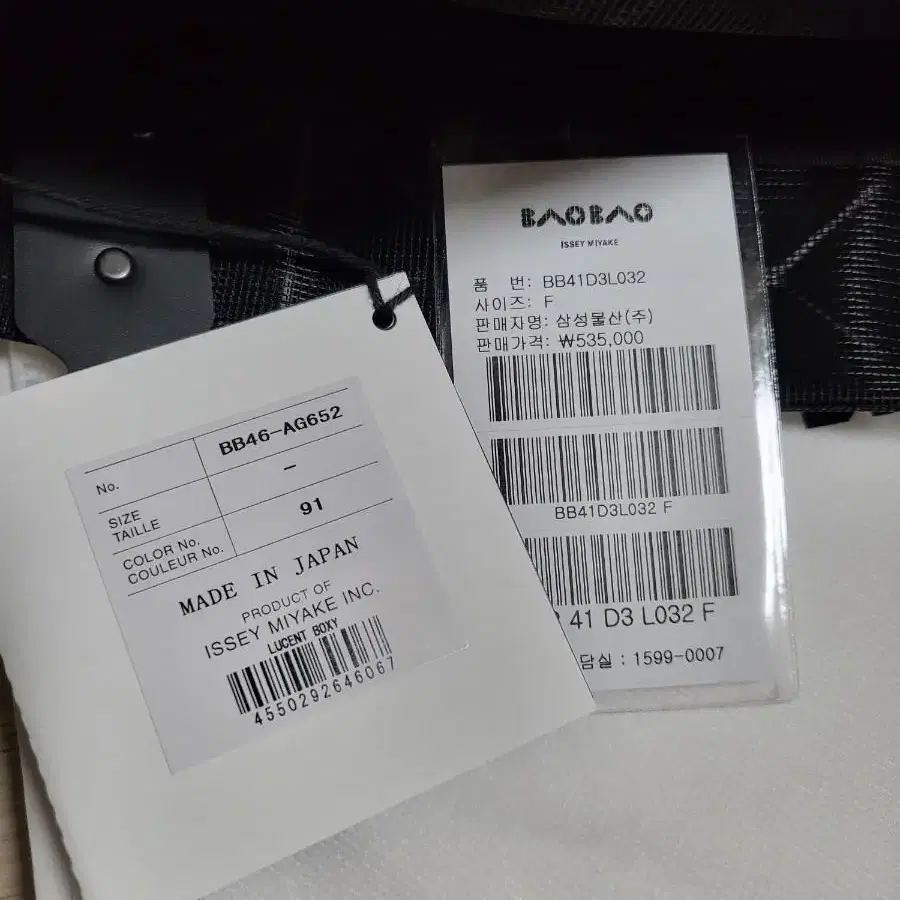 BAOBAO
ISSEY MIYAKE
품 번: BB41D3L032
사이즈: F
판매자명: 삼성물산(주)
판매가격: ₩535,000
BB41D3L032 F
41 D3 L032 F
담실 : 1599-0007
No. BB46-AG652
SIZE
TAILLE –
COLOR No.
COULEUR No. 91
MADE IN JAPAN
PRODUCT OF
ISSEY MIYAKE INC.
LUCENT BOXY
4550292646067